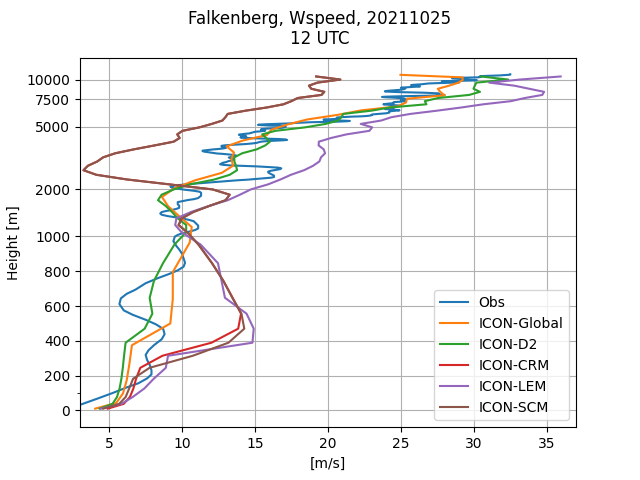 Falkenberg, Wspeed, 20211025
12 UTC
Height [m]
10000
7500
5000
2000
1000
800
600
400
200
0
5 10 15 20 25 30 35
[m/s]
Obs
ICON-Global
ICON-D2
ICON-CRM
ICON-LEM
ICON-SCM